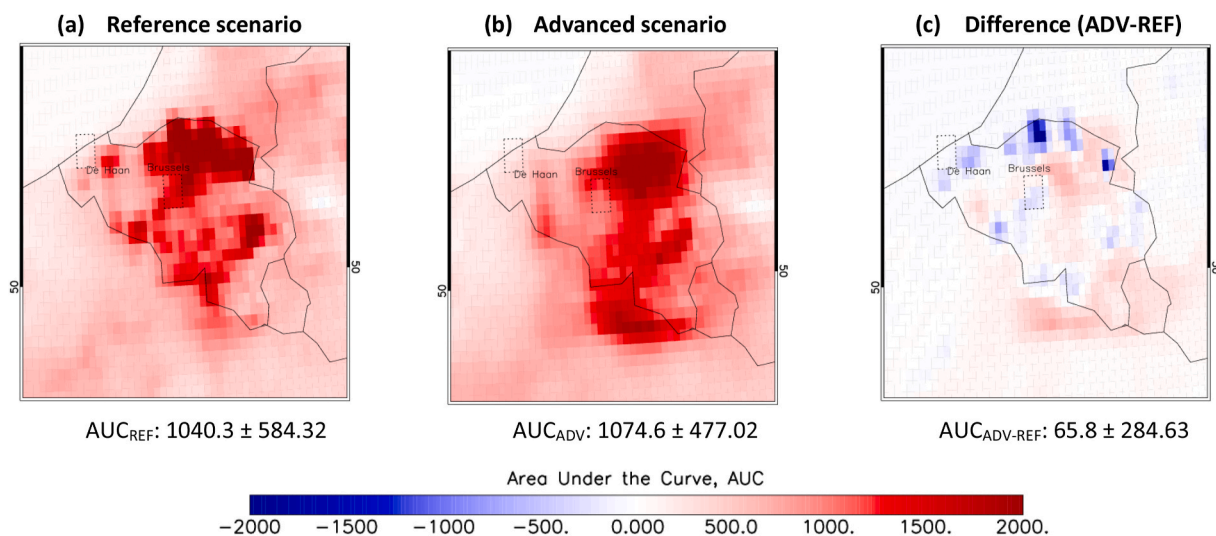 (a) Reference scenario
(b) Advanced scenario
(c) Difference (ADV-REF)
De Haan
Brussels
50
50
De Haan
Brussels
50
50
De Haan
Brussels
50
50
AUCREF: 1040.3 ± 584.32
AUCADV: 1074.6 ± 477.02
AUCADV-REF: 65.8 ± 284.63
Area Under the Curve, AUC
−2000 −1500 −1000 −500. 0.000 500.0 1000. 1500. 2000.